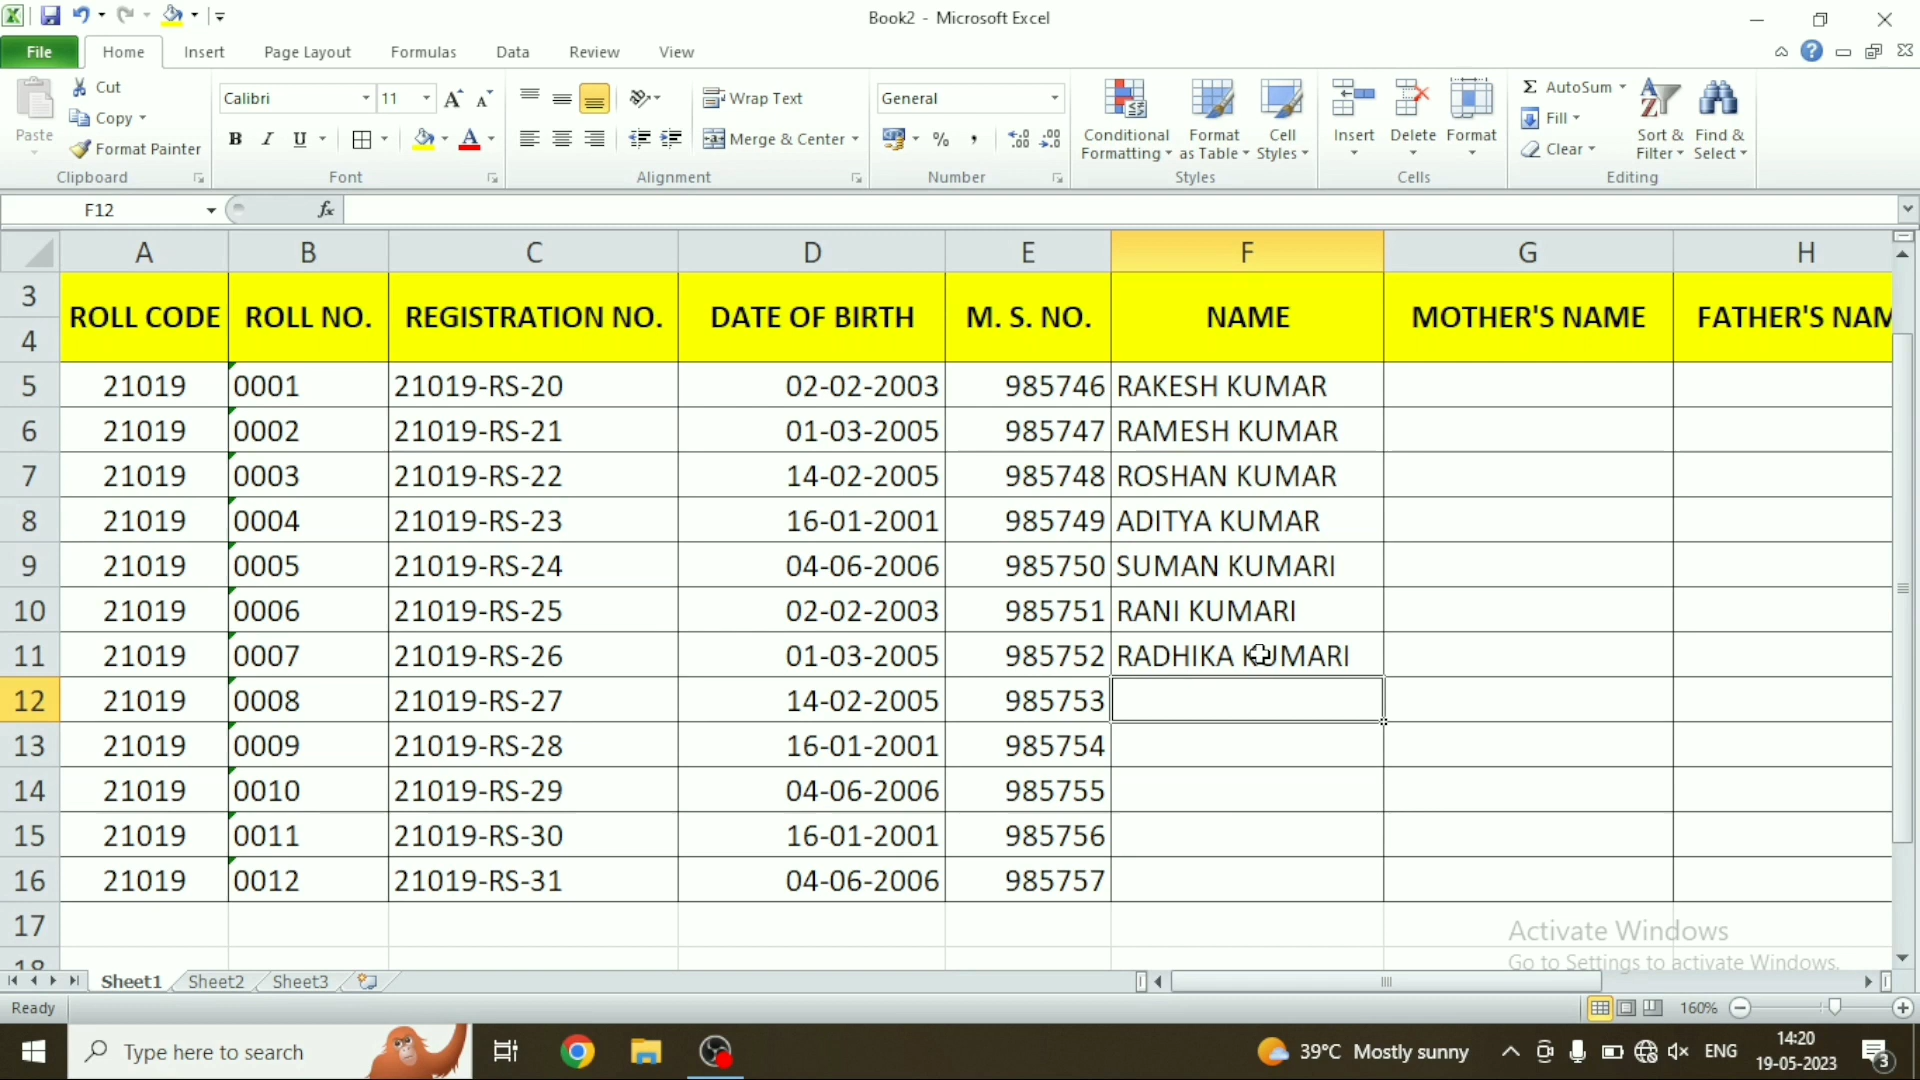 Book2 - Microsoft Excel
File Home Insert Page Layout Formulas Data Review View
Paste
Cut
Copy
Format Painter
Clipboard
Calibri 11
B I U
Font
Wrap Text
Merge & Center
Alignment
General
%
Number
Conditional Formatting
Format as Table
Cell Styles
Styles
Insert Delete Format
Cells
AutoSum
Fill
Clear
Sort & Filter
Find & Select
Editing
F12 fx
A B C D E F G H
3
4
ROLL CODE ROLL NO. REGISTRATION NO. DATE OF BIRTH M. S. NO. NAME MOTHER'S NAME FATHER'S NAM
5 21019 0001 21019-RS-20 02-02-2003 985746 RAKESH KUMAR
6 21019 0002 21019-RS-21 01-03-2005 985747 RAMESH KUMAR
7 21019 0003 21019-RS-22 14-02-2005 985748 ROSHAN KUMAR
8 21019 0004 21019-RS-23 16-01-2001 985749 ADITYA KUMAR
9 21019 0005 21019-RS-24 04-06-2006 985750 SUMAN KUMARI
10 21019 0006 21019-RS-25 02-02-2003 985751 RANI KUMARI
11 21019 0007 21019-RS-26 01-03-2005 985752 RADHIKA KUMARI
12 21019 0008 21019-RS-27 14-02-2005 985753
13 21019 0009 21019-RS-28 16-01-2001 985754
14 21019 0010 21019-RS-29 04-06-2006 985755
15 21019 0011 21019-RS-30 16-01-2001 985756
16 21019 0012 21019-RS-31 04-06-2006 985757
17
18
Activate Windows
Go to Settings to activate Windows.
Sheet1 Sheet2 Sheet3
Ready 160%
Type here to search
39°C Mostly sunny
ENG
14:20
19-05-2023
3